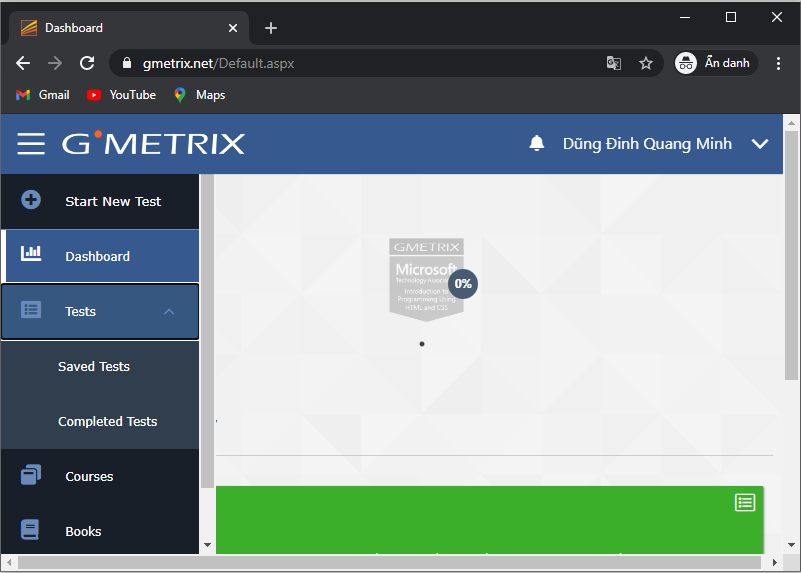 Dashboard
gmetrix.net/Default.aspx
Ẩn danh
Gmail
YouTube
Maps
GMETRIX
Dũng Đinh Quang Minh
Start New Test
Dashboard
Tests
Saved Tests
Completed Tests
Courses
Books
GMETRIX
Microsoft
Technology Associate
Introduction to
Programming Using
HTML and CSS
0%